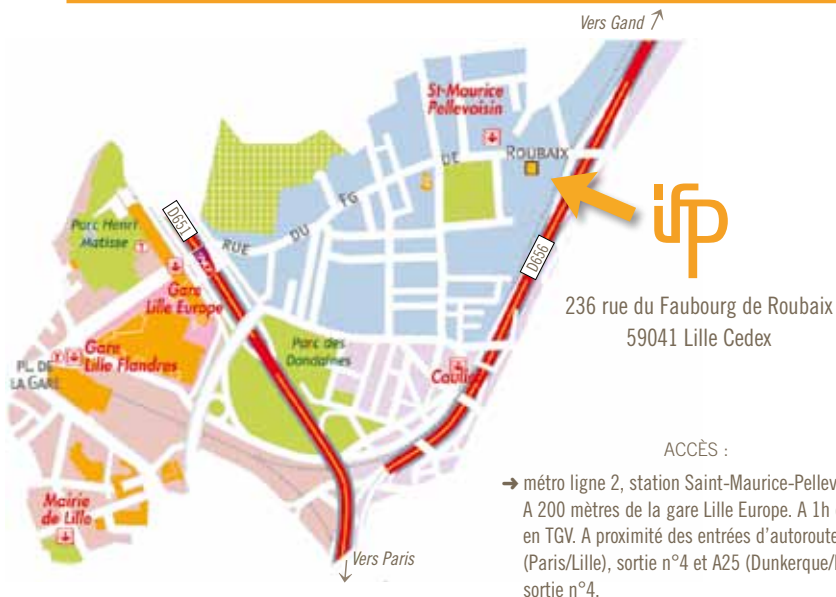 Vers Gand
St-Maurice
Pellevoisin
RUE DU FG DE ROUBAIX
D651
Parc Henri
Matisse
Gare
Lille Europe
D656
ifp
236 rue du Faubourg de Roubaix
59041 Lille Cedex
Gare
Lille Flandres
PL. DE
LA GARE
Parc des
Dondaines
Mairie
de Lille
Vers Paris
ACCÈS :
➜ métro ligne 2, station Saint-Maurice-Pellev
A 200 mètres de la gare Lille Europe. A 1h
en TGV. A proximité des entrées d'autoroute
(Paris/Lille), sortie n°4 et A25 (Dunkerque/
sortie n°4.